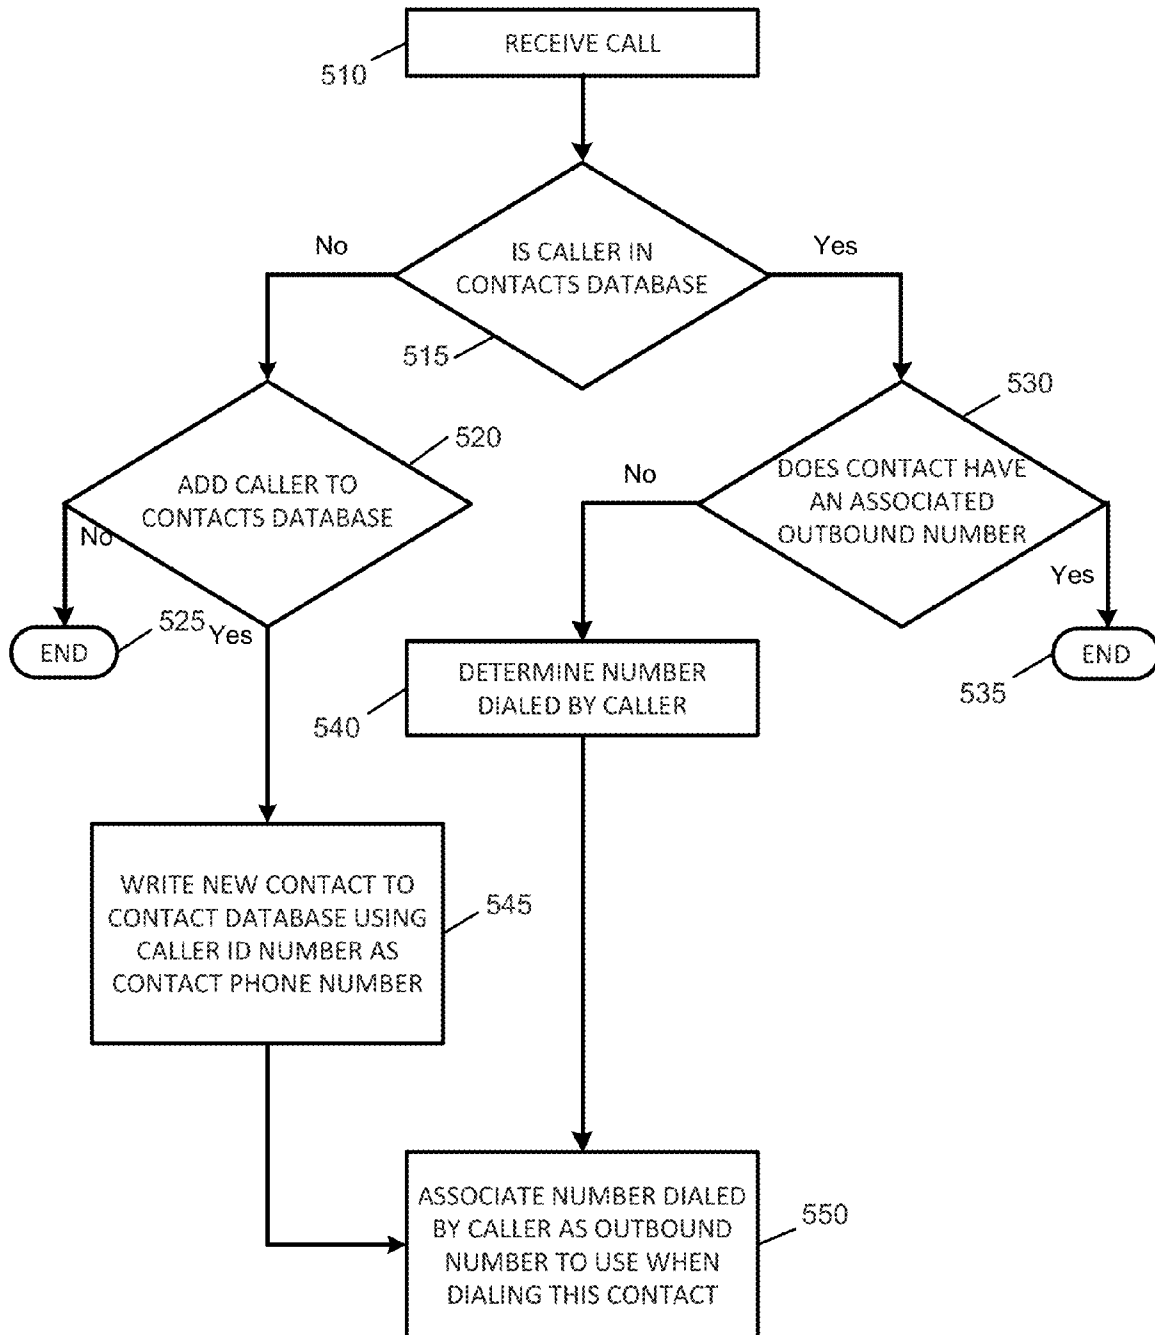 RECEIVE CALL
510
IS CALLER IN
CONTACTS DATABASE
No
Yes
515
530
520
ADD CALLER TO
CONTACTS DATABASE
No
DOES CONTACT HAVE
AN ASSOCIATED
OUTBOUND NUMBER
No
Yes
525
Yes
END
END
535
DETERMINE NUMBER
DIALED BY CALLER
540
WRITE NEW CONTACT TO
CONTACT DATABASE USING
CALLER ID NUMBER AS
CONTACT PHONE NUMBER
545
ASSOCIATE NUMBER DIALED
BY CALLER AS OUTBOUND
NUMBER TO USE WHEN
DIALING THIS CONTACT
550